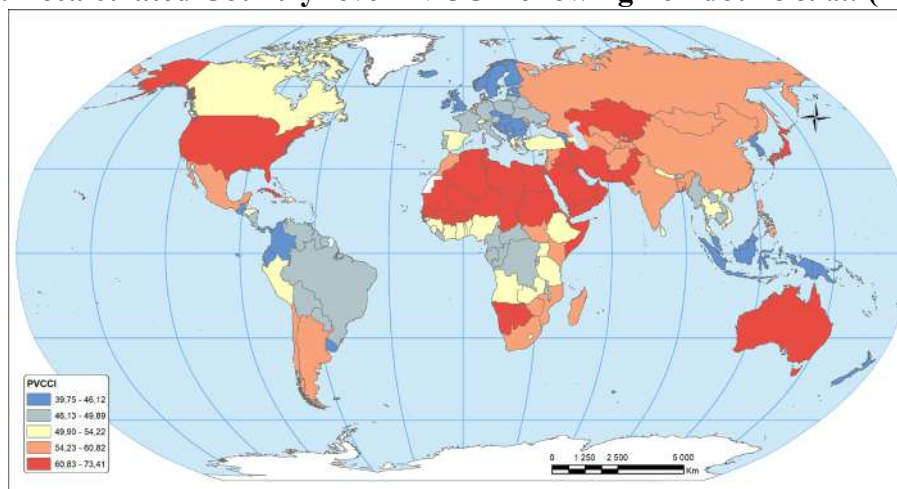 PVCCI
39,75 - 46,12
46,13 - 49,89
49,90 - 54,22
54,23 - 60,82
60,83 - 73,41
N
0 1 250 2 500 5 000
Km